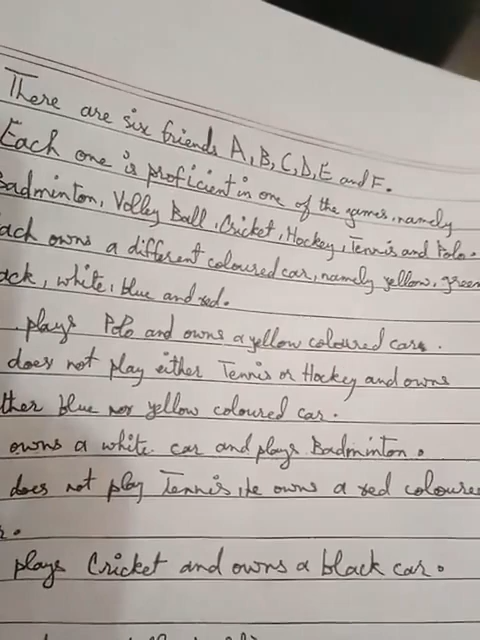 There are six friends A, B, C, D, E and F.
Each one is proficient in one of the games, namely
Badminton, Volley Ball, Cricket, Hockey, Tennis and Polo.
ach owns a different coloured car, namely yellow, green
ack, white, blue and red.
plays Polo and owns a yellow coloured car.
does not play either Tennis or Hockey and owns
ther blue nor yellow coloured car.
owns a white car and plays Badminton.
does not play Tennis, He owns a red coloure
r.
plays Cricket and owns a black car.